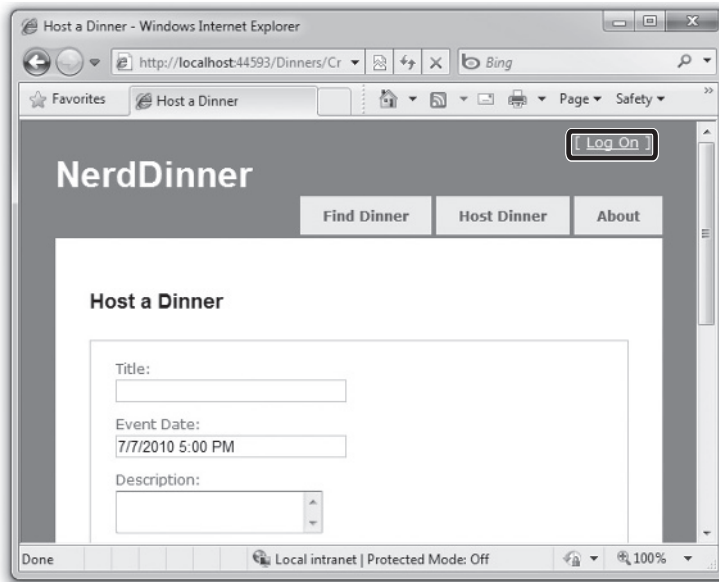 Host a Dinner - Windows Internet Explorer
http://localhost:44593/Dinners/Cr
Bing
Favorites
Host a Dinner
Page
Safety
[ Log On ]
NerdDinner
Find Dinner
Host Dinner
About
Host a Dinner
Title:
Event Date:
7/7/2010 5:00 PM
Description:
Done
Local intranet | Protected Mode: Off
100%